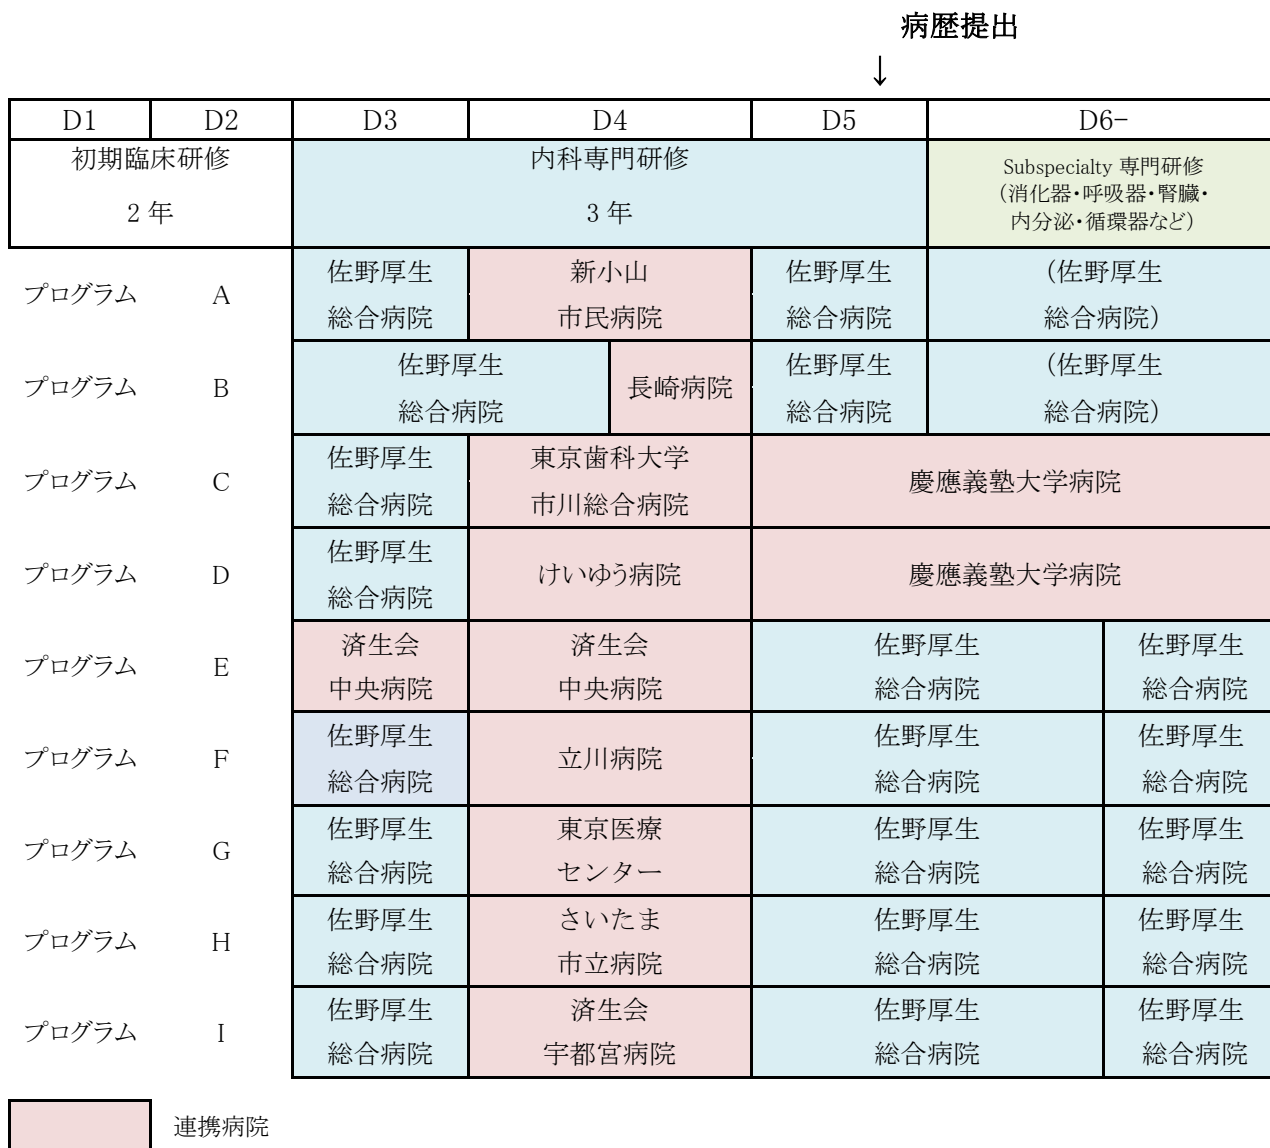 病歴提出
↓
D1 D2 D3 D4 D5 D6-
初期臨床研修
2 年
内科専門研修
3 年
Subspecialty 専門研修
(消化器・呼吸器・腎臓・
内分泌・循環器など)
プログラム A
佐野厚生
総合病院
新小山
市民病院
佐野厚生
総合病院
(佐野厚生
総合病院)
プログラム B
佐野厚生
総合病院
長崎病院
佐野厚生
総合病院
(佐野厚生
総合病院)
プログラム C
佐野厚生
総合病院
東京歯科大学
市川総合病院
慶應義塾大学病院
プログラム D
佐野厚生
総合病院
けいゆう病院
慶應義塾大学病院
プログラム E
済生会
中央病院
済生会
中央病院
佐野厚生
総合病院
佐野厚生
総合病院
プログラム F
佐野厚生
総合病院
立川病院
佐野厚生
総合病院
佐野厚生
総合病院
プログラム G
佐野厚生
総合病院
東京医療
センター
佐野厚生
総合病院
佐野厚生
総合病院
プログラム H
佐野厚生
総合病院
さいたま
市立病院
佐野厚生
総合病院
佐野厚生
総合病院
プログラム I
佐野厚生
総合病院
済生会
宇都宮病院
佐野厚生
総合病院
佐野厚生
総合病院
連携病院